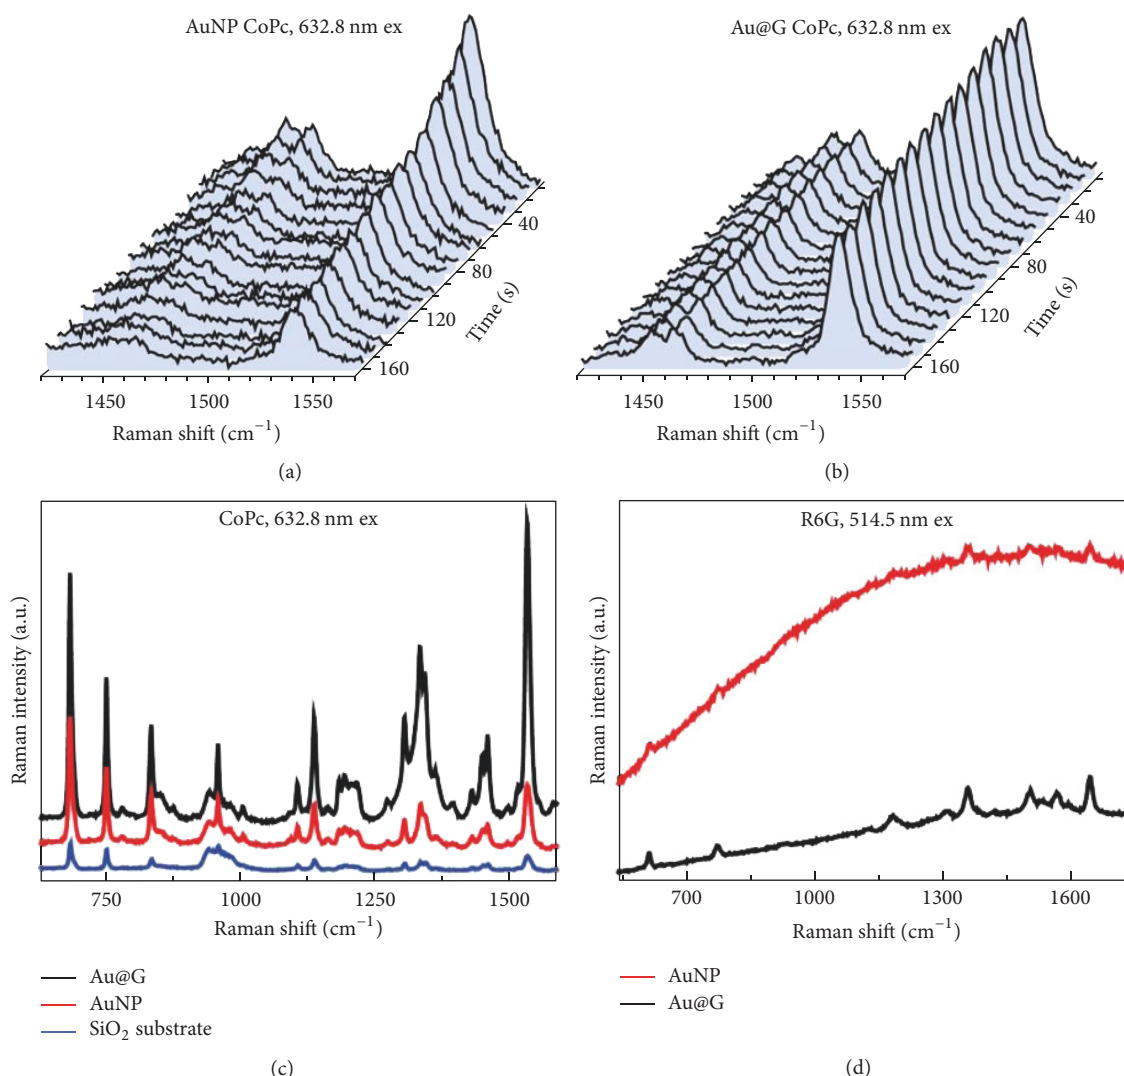 AuNP CoPc, 632.8 nm ex
40
80
120
160
Time (s)
1450
1500
1550
Raman shift (cm⁻¹)
(a)
Au@G CoPc, 632.8 nm ex
40
80
120
160
Time (s)
1450
1500
1550
Raman shift (cm⁻¹)
(b)
CoPc, 632.8 nm ex
Raman intensity (a.u.)
750
1000
1250
1500
Raman shift (cm⁻¹)
Au@G
AuNP
SiO₂ substrate
(c)
R6G, 514.5 nm ex
Raman intensity (a.u.)
700
1000
1300
1600
Raman shift (cm⁻¹)
AuNP
Au@G
(d)